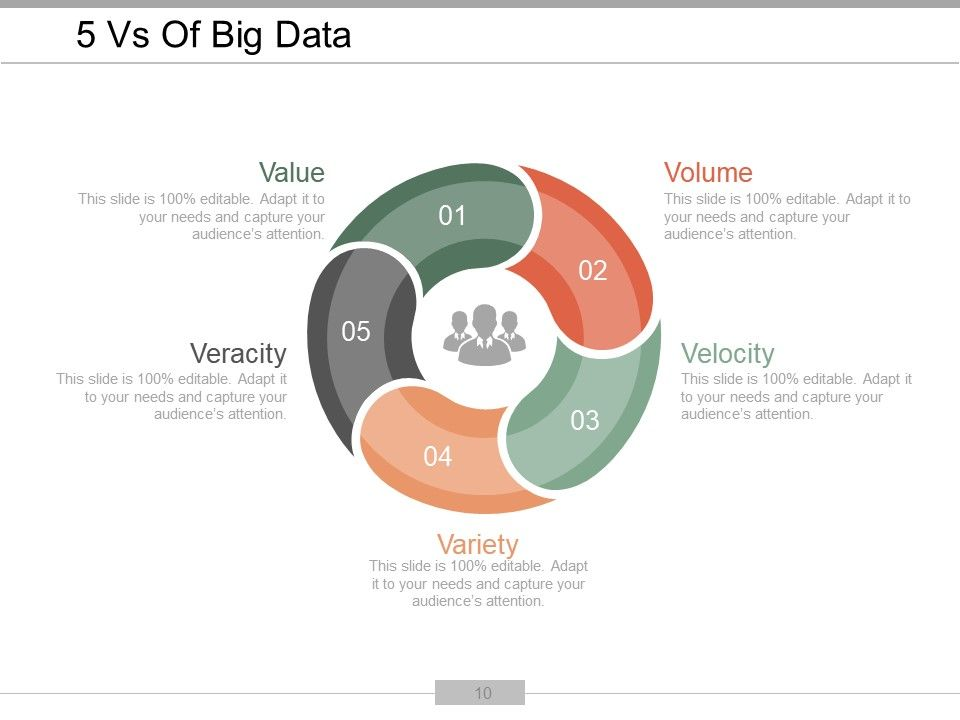 5 Vs Of Big Data
Value
This slide is 100% editable. Adapt it to
your needs and capture your
audience's attention.
01
Volume
This slide is 100% editable. Adapt it to
your needs and capture your
audience's attention.
02
Velocity
This slide is 100% editable. Adapt it
to your needs and capture your
audience's attention.
03
Variety
This slide is 100% editable. Adapt
it to your needs and capture your
audience's attention.
04
Veracity
This slide is 100% editable. Adapt it
to your needs and capture your
audience's attention.
05
10